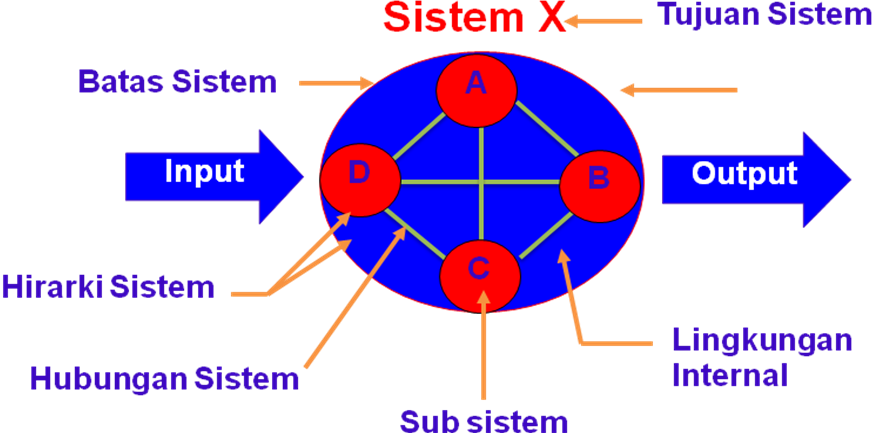 Sistem X
Tujuan Sistem
Batas Sistem
A
Input
D
B
Output
C
Hirarki Sistem
Hubungan Sistem
Lingkungan
Internal
Sub sistem